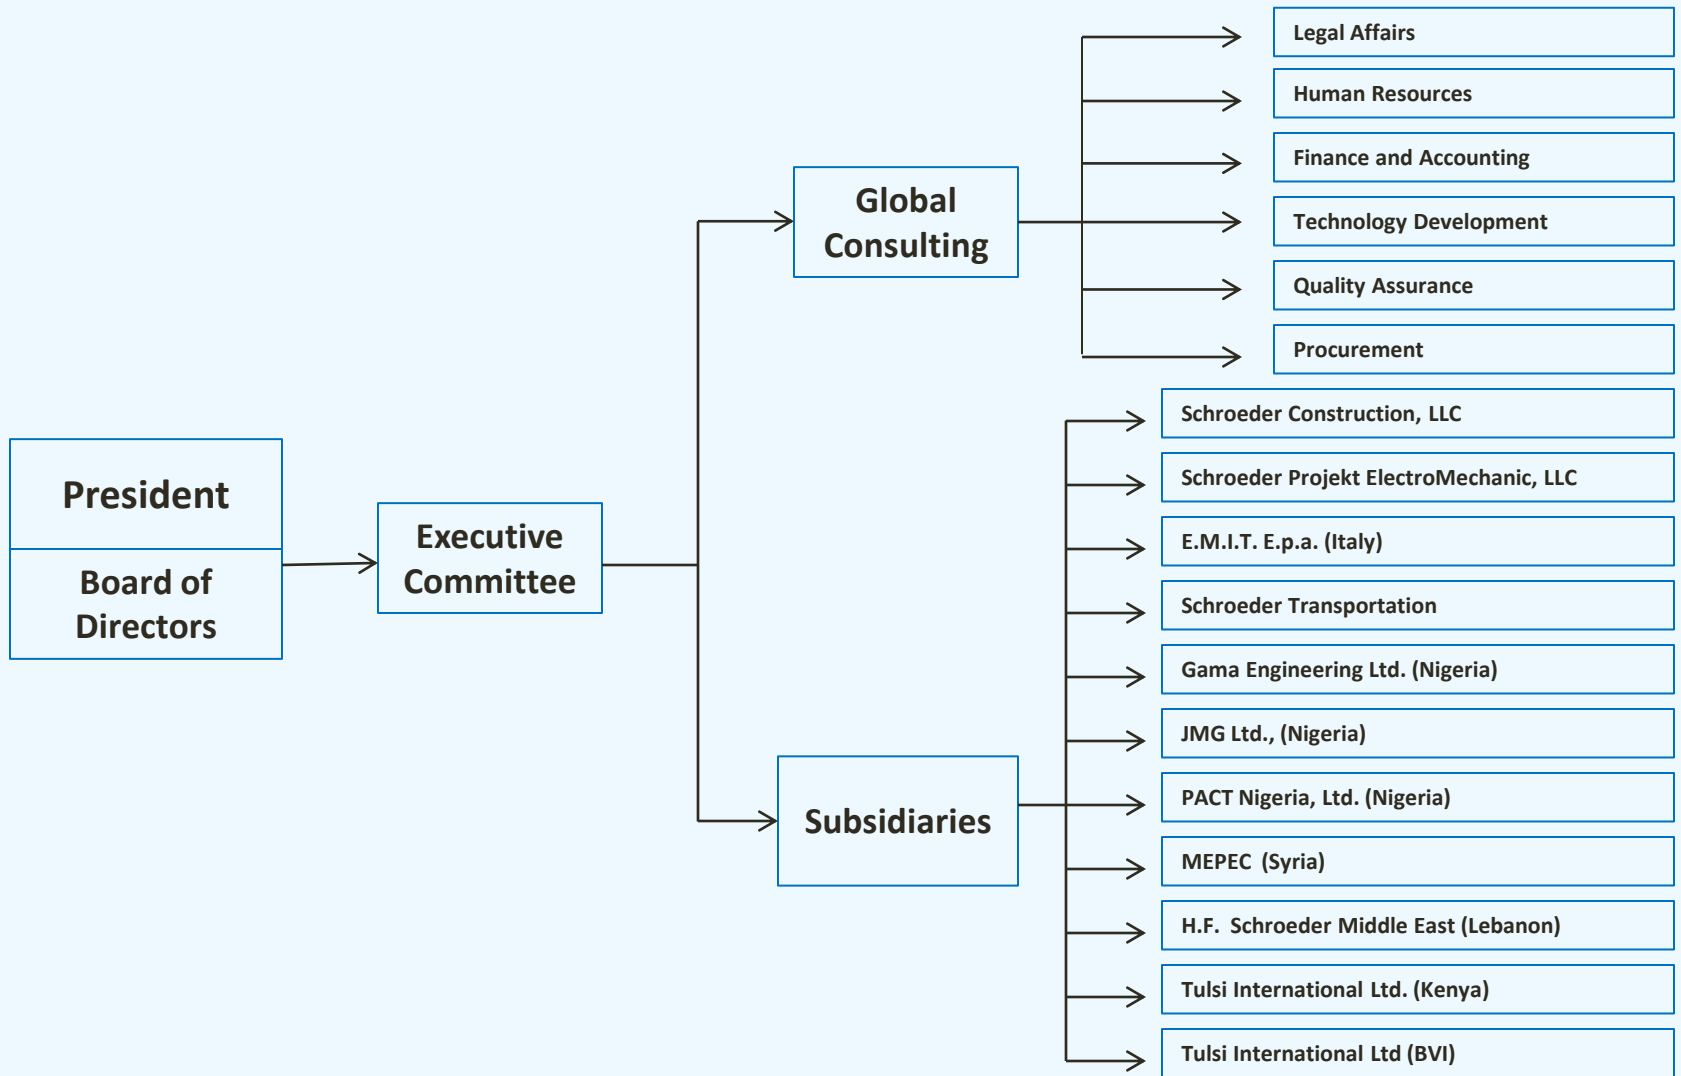 President
Board of
Directors
Executive
Committee
Global
Consulting
Legal Affairs
Human Resources
Finance and Accounting
Technology Development
Quality Assurance
Procurement
Subsidiaries
Schroeder Construction, LLC
Schroeder Projekt ElectroMechanic, LLC
E.M.I.T. E.p.a. (Italy)
Schroeder Transportation
Gama Engineering Ltd. (Nigeria)
JMG Ltd., (Nigeria)
PACT Nigeria, Ltd. (Nigeria)
MEPEC (Syria)
H.F. Schroeder Middle East (Lebanon)
Tulsi International Ltd. (Kenya)
Tulsi International Ltd (BVI)